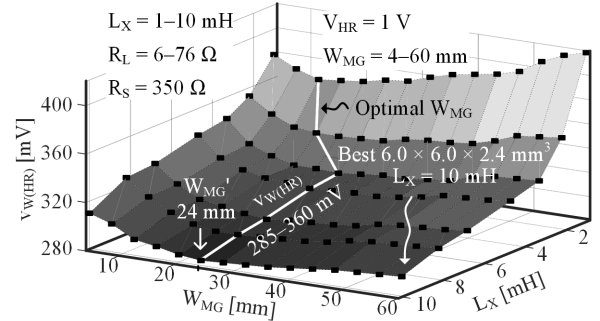 L_X = 1–10 mH
R_L = 6–76 Ω
R_S = 350 Ω
V_HR = 1 V
W_MG = 4–60 mm
Optimal W_MG
Best 6.0 × 6.0 × 2.4 mm³
L_X = 10 mH
W_MG'
24 mm
v_W(HR)
285–360 mV
v_W(HR) [mV]
400
360
320
280
10
20
30
40
50
60
W_MG [mm]
10
8
6
4
2
L_X [mH]